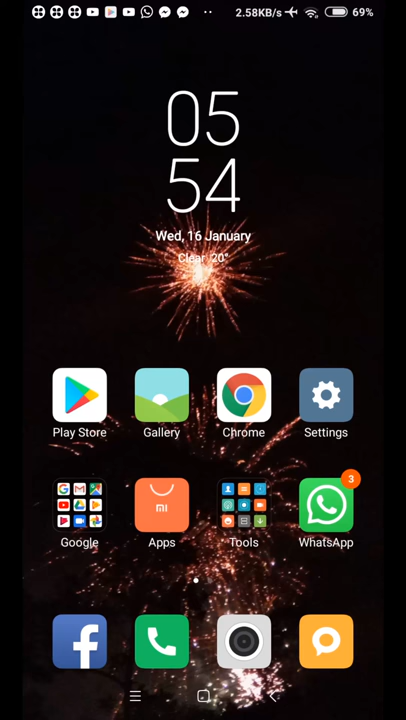 2.58KB/s 69%
05
54
Wed, 16 January
Clear 20°
Play Store Gallery Chrome Settings
3
Google Apps Tools WhatsApp